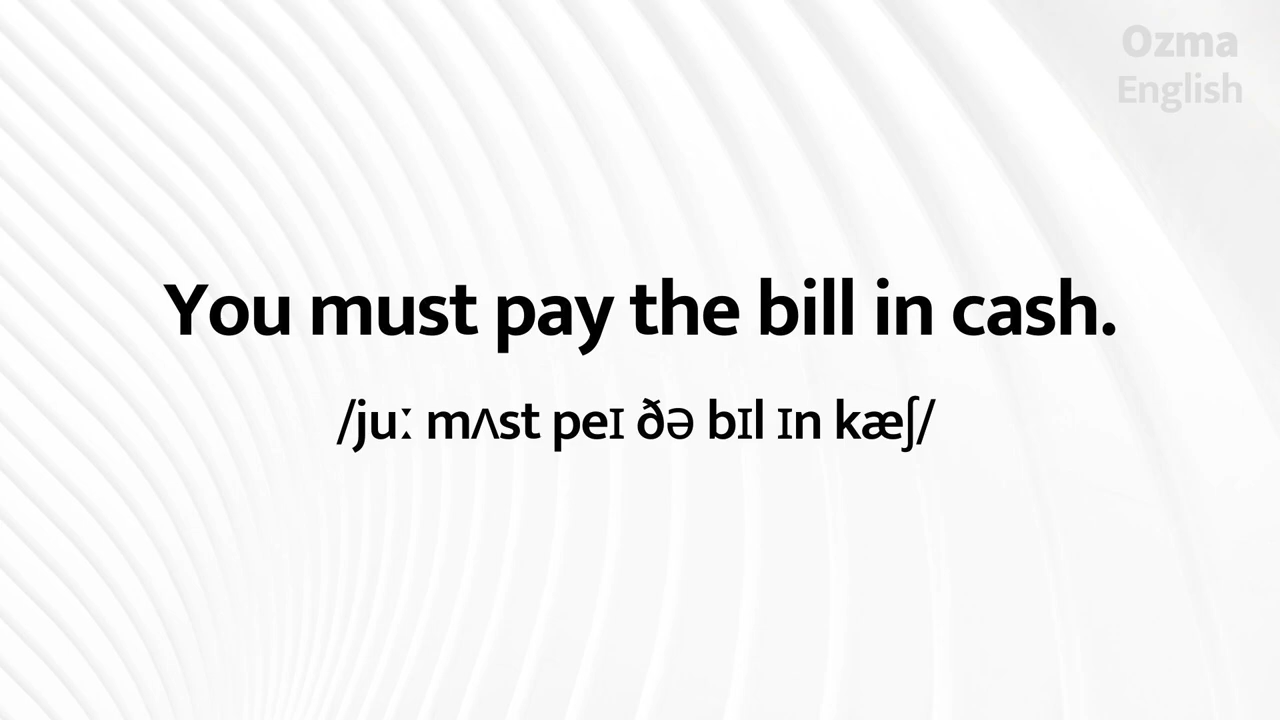 Ozma
English
You must pay the bill in cash.
/juː mʌst peɪ ðə bɪl ɪn kæʃ/